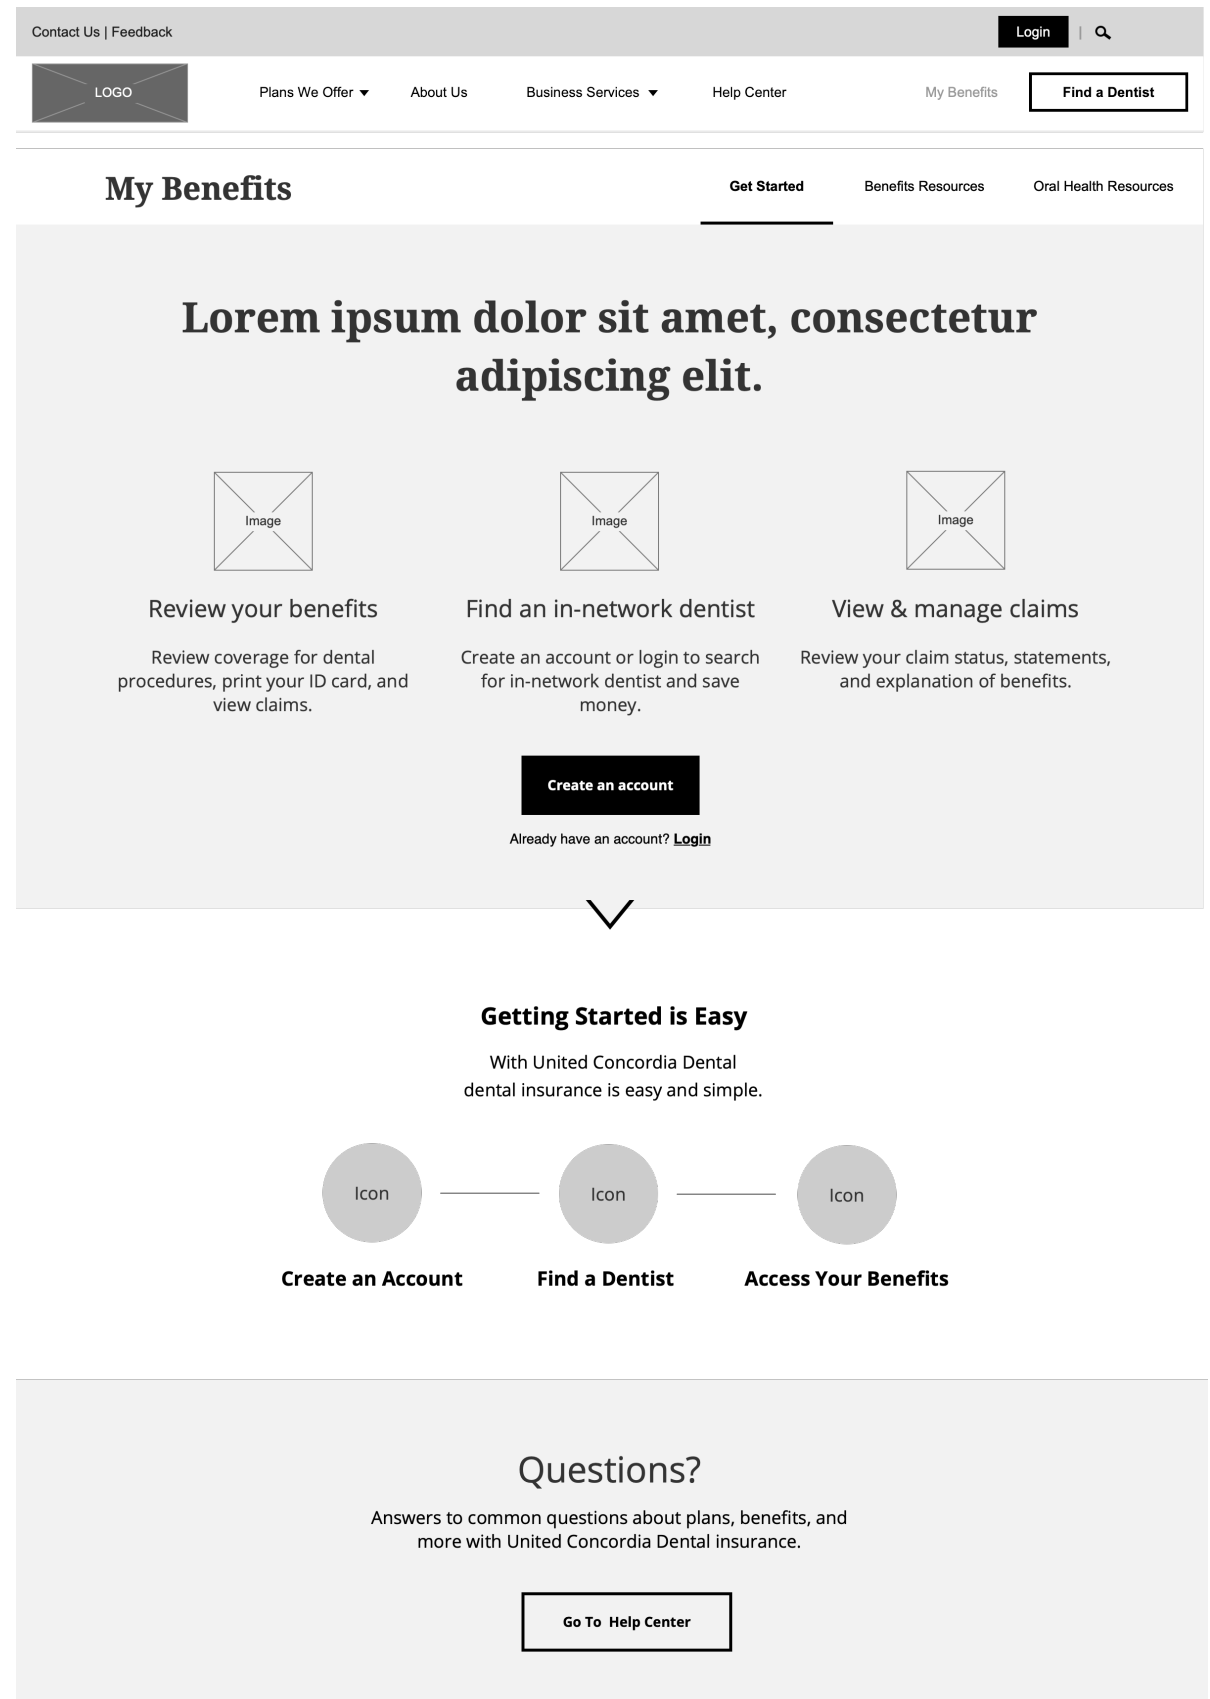 Contact Us | Feedback
Login |
LOGO
Plans We Offer
About Us
Business Services
Help Center
My Benefits
Find a Dentist
My Benefits
Get Started
Benefits Resources
Oral Health Resources
Lorem ipsum dolor sit amet, consectetur
adipiscing elit.
Image
Review your benefits
Review coverage for dental
procedures, print your ID card, and
view claims.
Image
Find an in-network dentist
Create an account or login to search
for in-network dentist and save
money.
Image
View & manage claims
Review your claim status, statements,
and explanation of benefits.
Create an account
Already have an account? Login
Getting Started is Easy
With United Concordia Dental
dental insurance is easy and simple.
Icon
Create an Account
Icon
Find a Dentist
Icon
Access Your Benefits
Questions?
Answers to common questions about plans, benefits, and
more with United Concordia Dental insurance.
Go To Help Center